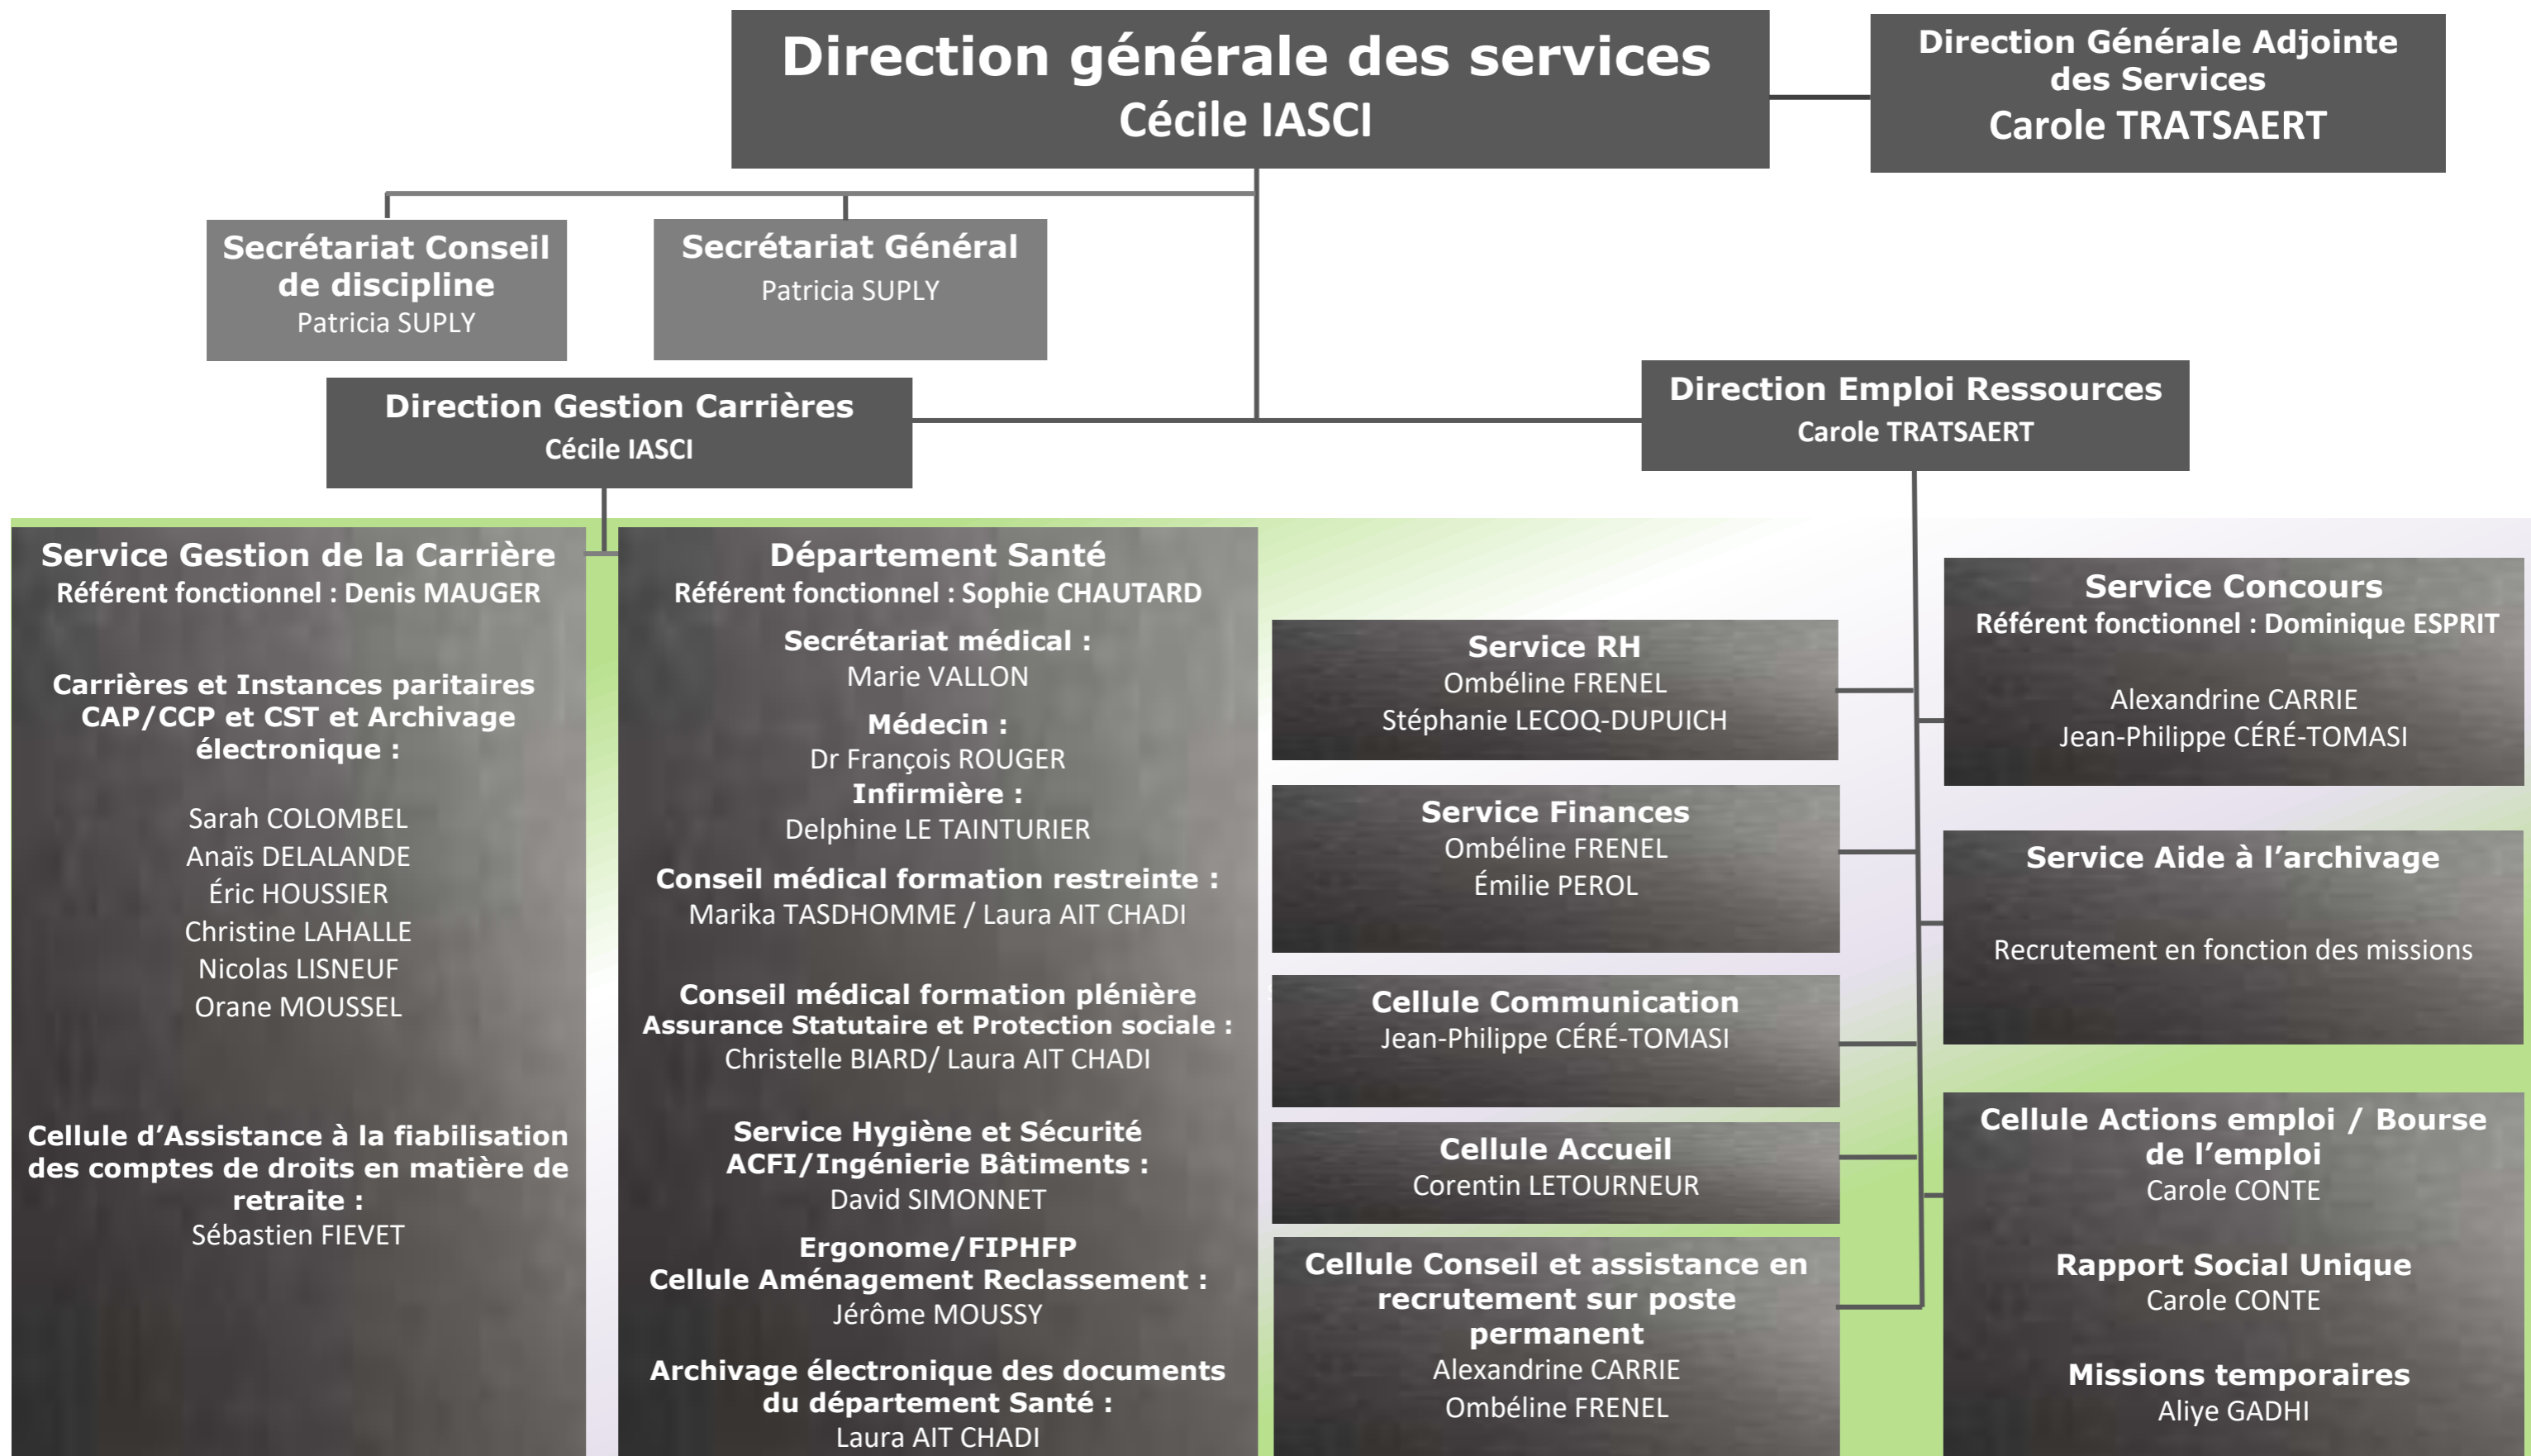 Direction générale des services
Cécile IASCI
Direction Générale Adjointe
des Services
Carole TRATSAERT
Secrétariat Conseil
de discipline
Patricia SUPLY
Secrétariat Général
Patricia SUPLY
Direction Gestion Carrières
Cécile IASCI
Direction Emploi Ressources
Carole TRATSAERT
Service Gestion de la Carrière
Référent fonctionnel : Denis MAUGER
Carrières et Instances paritaires
CAP/CCP et CST et Archivage
électronique :
Sarah COLOMBEL
Anaïs DELALANDE
Éric HOUSSIER
Christine LAHALLE
Nicolas LISNEUF
Orane MOUSSEL
Cellule d’Assistance à la fiabilisation
des comptes de droits en matière de
retraite :
Sébastien FIEVET
Département Santé
Référent fonctionnel : Sophie CHAUTARD
Secrétariat médical :
Marie VALLON
Médecin :
Dr François ROUGER
Infirmière :
Delphine LE TAINTURIER
Conseil médical formation restreinte :
Marika TASDHOMME / Laura AIT CHADI
Conseil médical formation plénière
Assurance Statutaire et Protection sociale :
Christelle BIARD/ Laura AIT CHADI
Service Hygiène et Sécurité
ACFI/Ingénierie Bâtiments :
David SIMONNET
Ergonome/FIPHFP
Cellule Aménagement Reclassement :
Jérôme MOUSSY
Archivage électronique des documents
du département Santé :
Laura AIT CHADI
Service RH
Ombéline FRENEL
Stéphanie LECOQ-DUPUICH
Service Finances
Ombéline FRENEL
Émilie PEROL
Cellule Communication
Jean-Philippe CÉRÉ-TOMASI
Cellule Accueil
Corentin LETOURNEUR
Cellule Conseil et assistance en
recrutement sur poste
permanent
Alexandrine CARRIE
Ombéline FRENEL
Service Concours
Référent fonctionnel : Dominique ESPRIT
Alexandrine CARRIE
Jean-Philippe CÉRÉ-TOMASI
Service Aide à l’archivage
Recrutement en fonction des missions
Cellule Actions emploi / Bourse
de l’emploi
Carole CONTE
Rapport Social Unique
Carole CONTE
Missions temporaires
Aliye GADHI